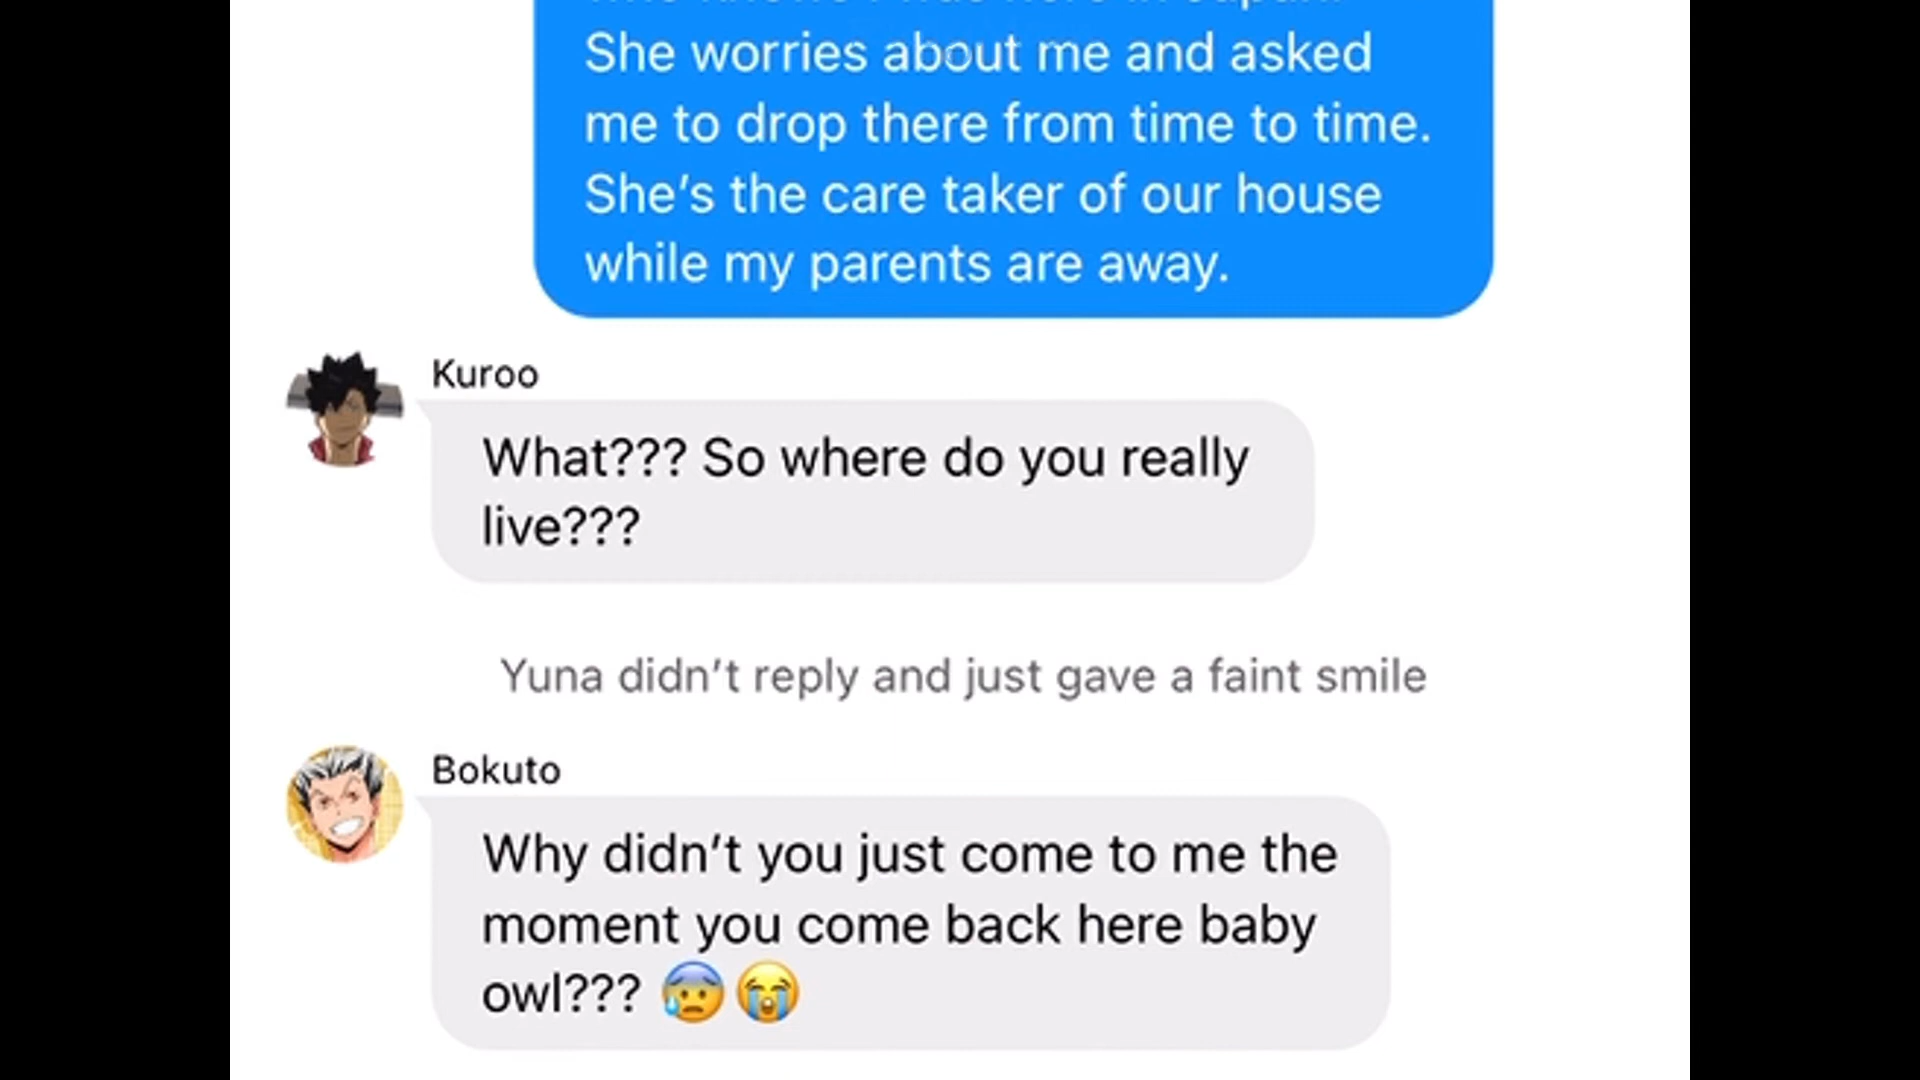 She worries about me and asked
me to drop there from time to time.
She’s the care taker of our house
while my parents are away.
Kuroo
What??? So where do you really
live???
Yuna didn’t reply and just gave a faint smile
Bokuto
Why didn’t you just come to me the
moment you come back here baby
owl??? 😰😭